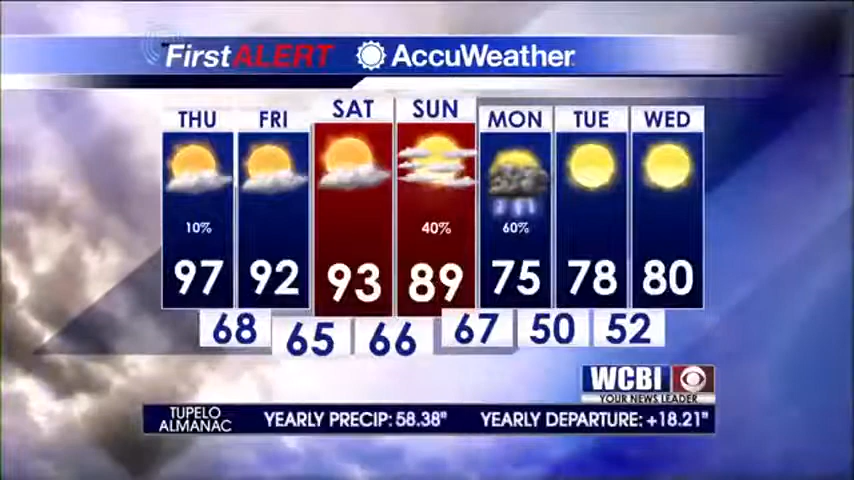 First ALERT AccuWeather
THU FRI SAT SUN MON TUE WED
10% 40% 60%
97 92 93 89 75 78 80
68 65 66 67 50 52
WCBI
YOUR NEWS LEADER
TUPELO ALMANAC YEARLY PRECIP: 58.38" YEARLY DEPARTURE: +18.21"